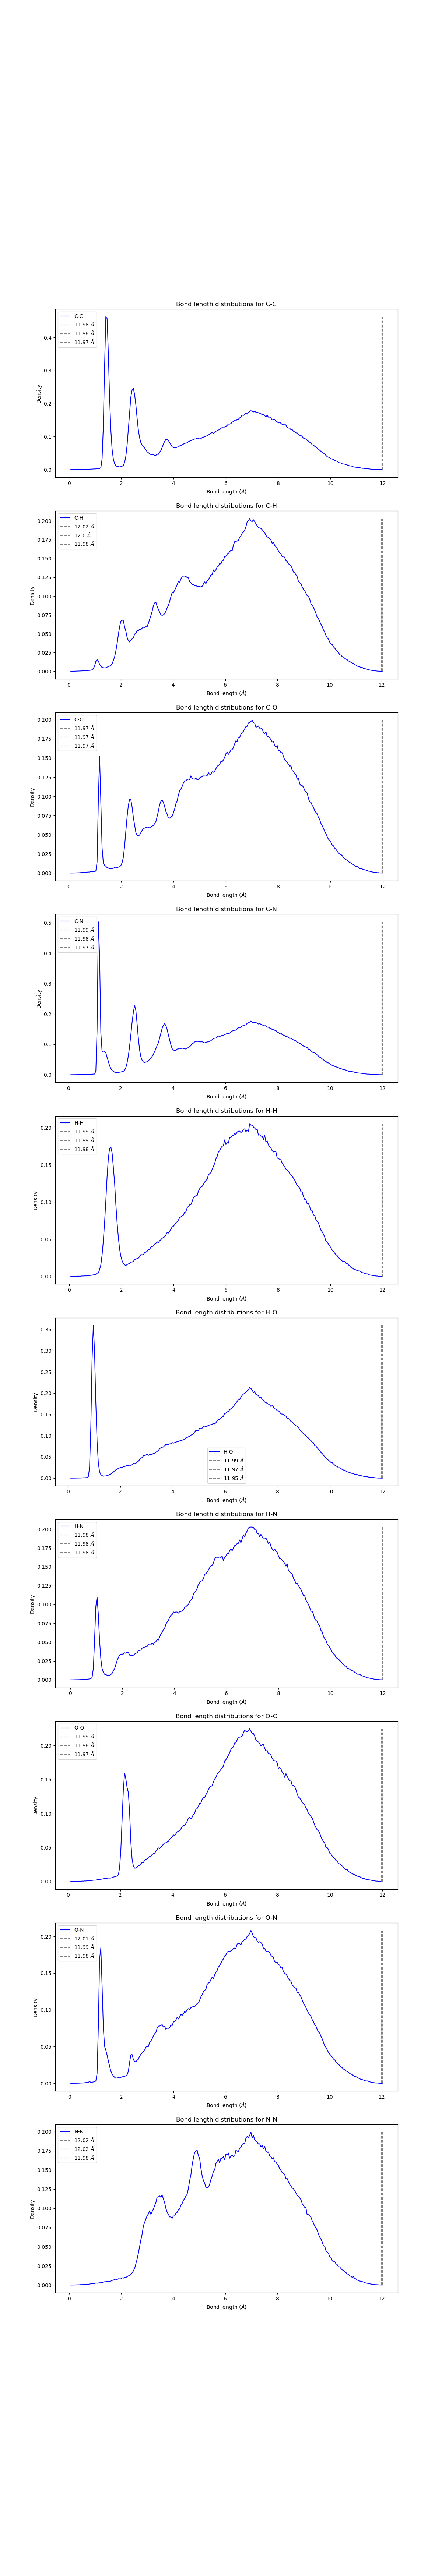 Bond length distributions for C-C
C-C
11.98 Å
11.98 Å
11.97 Å
Density
0.4
0.3
0.2
0.1
0.0
0 2 4 6 8 10 12
Bond length (Å)
Bond length distributions for C-H
C-H
12.02 Å
12.0 Å
11.98 Å
Density
0.200
0.175
0.150
0.125
0.100
0.075
0.050
0.025
0.000
0 2 4 6 8 10 12
Bond length (Å)
Bond length distributions for C-O
C-O
11.97 Å
11.97 Å
11.97 Å
Density
0.200
0.175
0.150
0.125
0.100
0.075
0.050
0.025
0.000
0 2 4 6 8 10 12
Bond length (Å)
Bond length distributions for C-N
C-N
11.99 Å
11.98 Å
11.97 Å
Density
0.5
0.4
0.3
0.2
0.1
0.0
0 2 4 6 8 10 12
Bond length (Å)
Bond length distributions for H-H
H-H
11.99 Å
11.99 Å
11.98 Å
Density
0.20
0.15
0.10
0.05
0.00
0 2 4 6 8 10 12
Bond length (Å)
Bond length distributions for H-O
Density
0.35
0.30
0.25
0.20
0.15
0.10
0.05
0.00
H-O
11.99 Å
11.97 Å
11.95 Å
0 2 4 6 8 10 12
Bond length (Å)
Bond length distributions for H-N
H-N
11.98 Å
11.98 Å
11.98 Å
Density
0.200
0.175
0.150
0.125
0.100
0.075
0.050
0.025
0.000
0 2 4 6 8 10 12
Bond length (Å)
Bond length distributions for O-O
O-O
11.99 Å
11.98 Å
11.97 Å
Density
0.20
0.15
0.10
0.05
0.00
0 2 4 6 8 10 12
Bond length (Å)
Bond length distributions for O-N
O-N
12.01 Å
11.99 Å
11.98 Å
Density
0.20
0.15
0.10
0.05
0.00
0 2 4 6 8 10 12
Bond length (Å)
Bond length distributions for N-N
N-N
12.02 Å
12.02 Å
11.98 Å
Density
0.200
0.175
0.150
0.125
0.100
0.075
0.050
0.025
0.000
0 2 4 6 8 10 12
Bond length (Å)